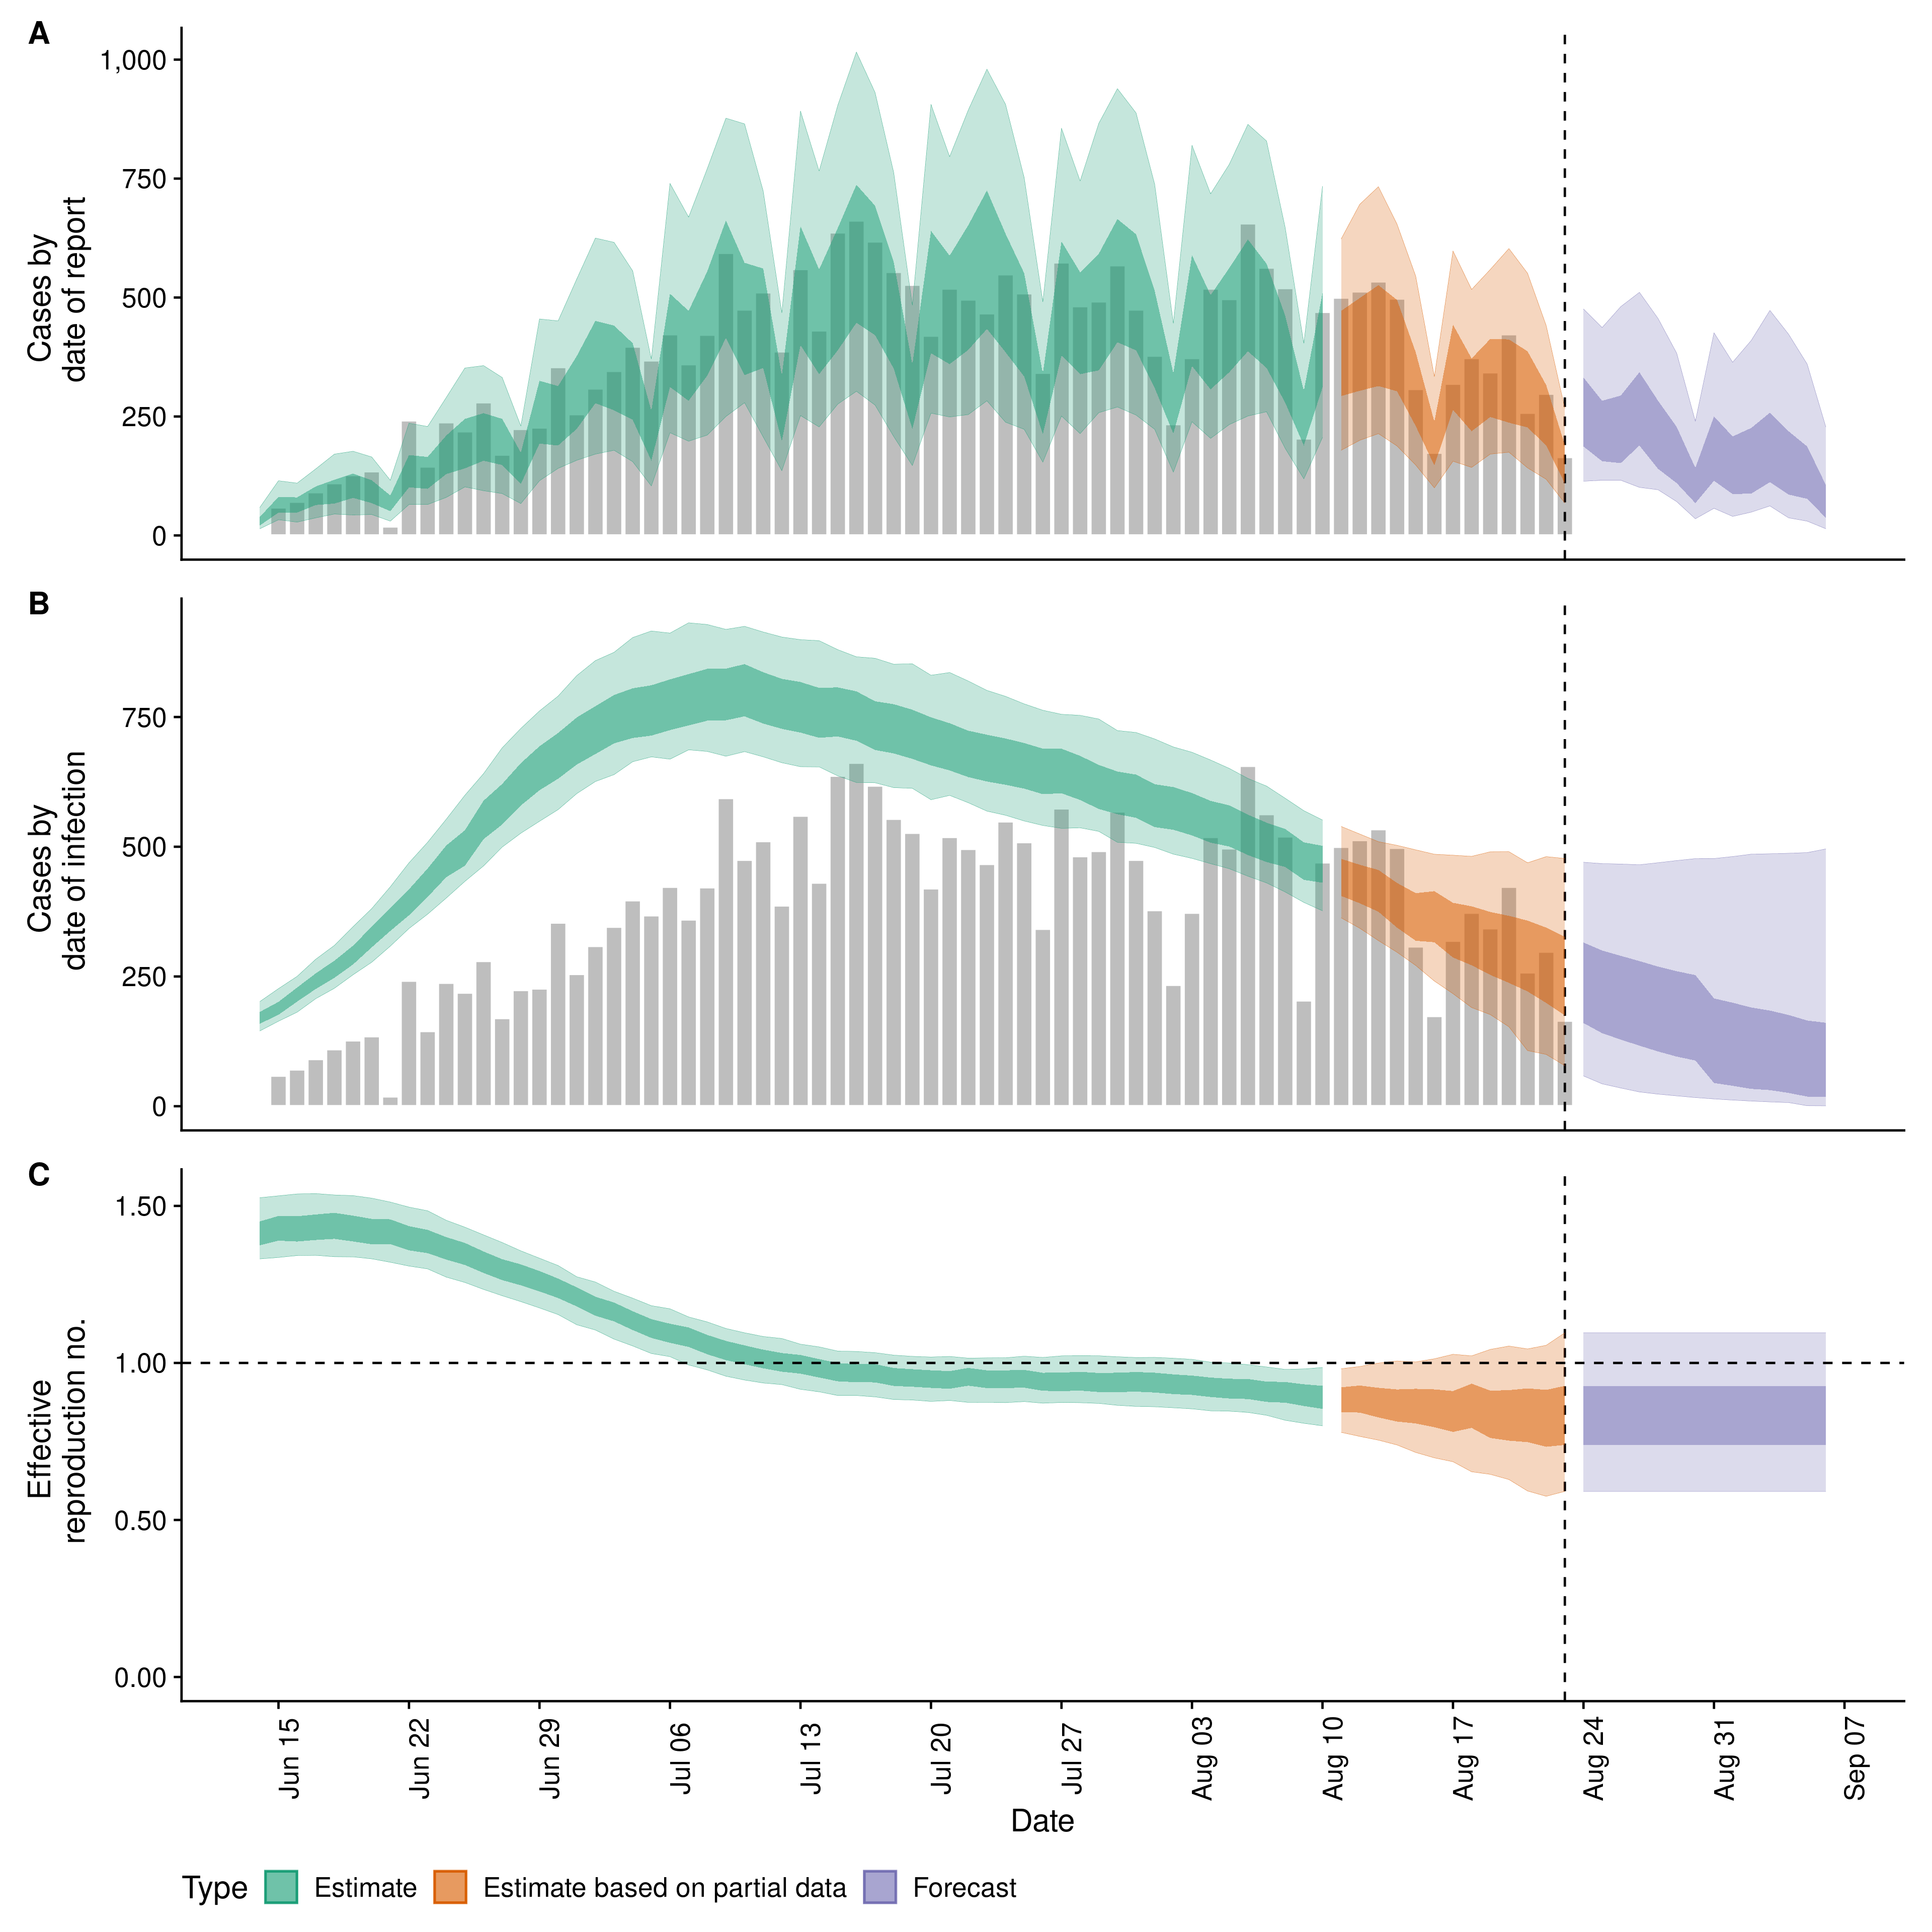 A
1,000
750
500
250
0
Cases by
date of report
B
750
500
250
0
Cases by
date of infection
C
1.50
1.00
0.50
0.00
Effective
reproduction no.
Jun 15
Jun 22
Jun 29
Jul 06
Jul 13
Jul 20
Jul 27
Aug 03
Aug 10
Aug 17
Aug 24
Aug 31
Sep 07
Date
Type Estimate Estimate based on partial data Forecast